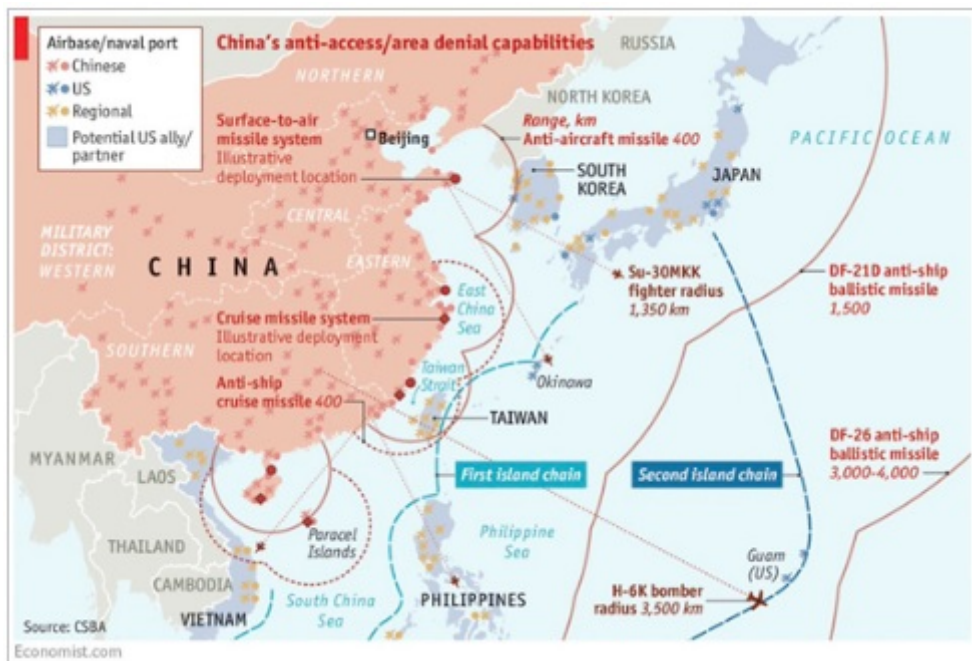 China's anti-access/area denial capabilities
Airbase/naval port
Chinese
US
Regional
Potential US ally/
partner
RUSSIA
NORTHERN
NORTH KOREA
Surface-to-air
missile system
Illustrative
deployment location
Beijing
Range, km
Anti-aircraft missile 400
PACIFIC OCEAN
SOUTH
KOREA
JAPAN
MILITARY
DISTRICT:
WESTERN
CENTRAL
EASTERN
CHINA
Su-30MKK
fighter radius
1,350 km
DF-21D anti-ship
ballistic missile
1,500
East
China
Sea
Cruise missile system
Illustrative deployment
location
SOUTHERN
Taiwan
Strait
Okinawa
Anti-ship
cruise missile 400
TAIWAN
DF-26 anti-ship
ballistic missile
3,000-4,000
MYANMAR
LAOS
First island chain
Second island chain
Paracel
Islands
Philippine
Sea
THAILAND
Guam
(US)
CAMBODIA
H-6K bomber
radius 3,500 km
South China
Sea
PHILIPPINES
VIETNAM
Source: CSBA
Economist.com